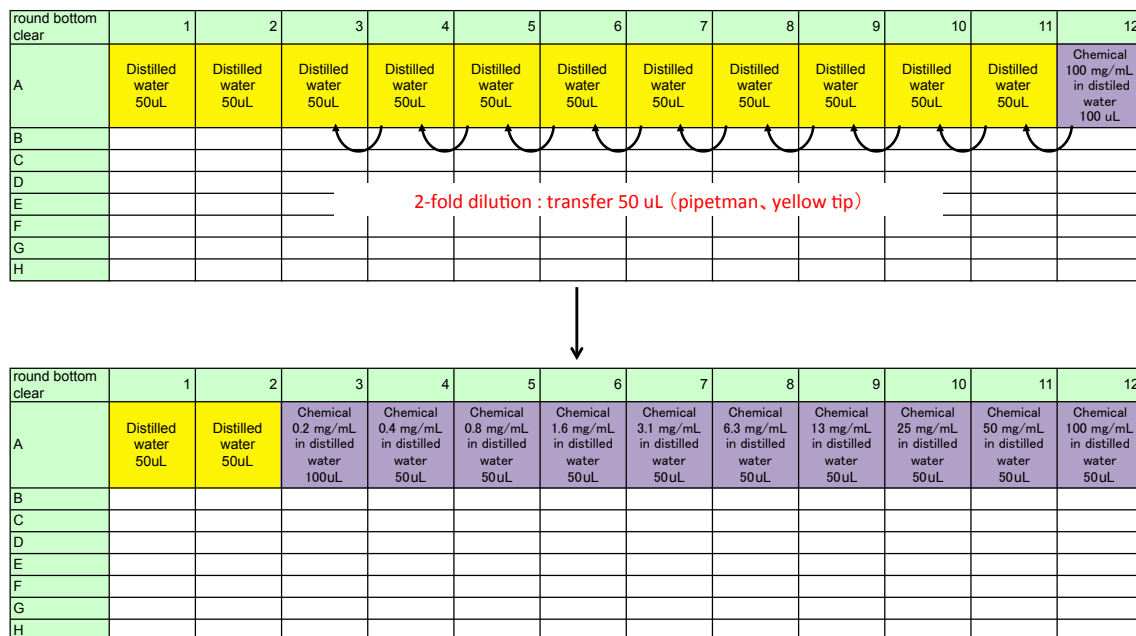 round bottom
clear
1 2 3 4 5 6 7 8 9 10 11 12
A
Distilled
water
50uL
Distilled
water
50uL
Distilled
water
50uL
Distilled
water
50uL
Distilled
water
50uL
Distilled
water
50uL
Distilled
water
50uL
Distilled
water
50uL
Distilled
water
50uL
Distilled
water
50uL
Distilled
water
50uL
Chemical
100 mg/mL
in distiled
water
100 uL
B
C
D
E
F
G
H
2-fold dilution : transfer 50 uL (pipetman、yellow tip)
round bottom
clear
1 2 3 4 5 6 7 8 9 10 11 12
A
Distilled
water
50uL
Distilled
water
50uL
Chemical
0.2 mg/mL
in distilled
water
100uL
Chemical
0.4 mg/mL
in distilled
water
50uL
Chemical
0.8 mg/mL
in distilled
water
50uL
Chemical
1.6 mg/mL
in distilled
water
50uL
Chemical
3.1 mg/mL
in distilled
water
50uL
Chemical
6.3 mg/mL
in distilled
water
50uL
Chemical
13 mg/mL
in distilled
water
50uL
Chemical
25 mg/mL
in distilled
water
50uL
Chemical
50 mg/mL
in distilled
water
50uL
Chemical
100 mg/mL
in distilled
water
50uL
B
C
D
E
F
G
H